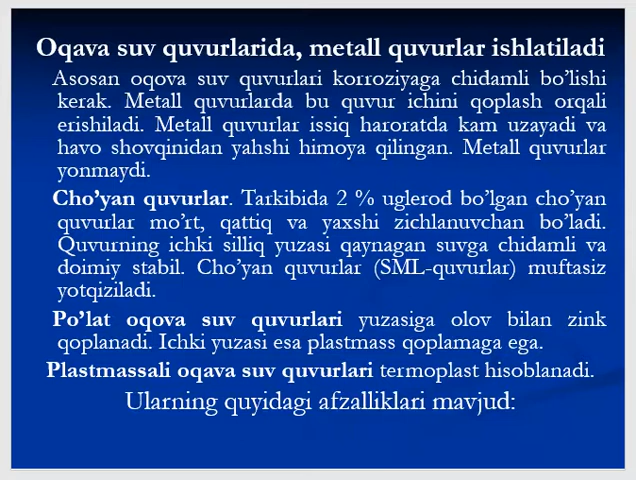 Oqava suv quvurlarida, metall quvurlar ishlatiladi
Asosan oqova suv quvurlari korroziyaga chidamli bo'lishi
kerak. Metall quvurlarda bu quvur ichini qoplash orqali
erishiladi. Metall quvurlar issiq haroratda kam uzayadi va
havo shovqinidan yahshi himoya qilingan. Metall quvurlar
yonmaydi.
Cho'yan quvurlar. Tarkibida 2 % uglerod bo'lgan cho'yan
quvurlar mo'rt, qattiq va yaxshi zichlanuvchan bo'ladi.
Quvurning ichki silliq yuzasi qaynagan suvga chidamli va
doimiy stabil. Cho'yan quvurlar (SML-quvurlar) muftasiz
yotqiziladi.
Po'lat oqova suv quvurlari yuzasiga olov bilan zink
qoplanadi. Ichki yuzasi esa plastmass qoplamaga ega.
Plastmassali oqava suv quvurlari termoplast hisoblanadi.
Ularning quyidagi afzalliklari mavjud: